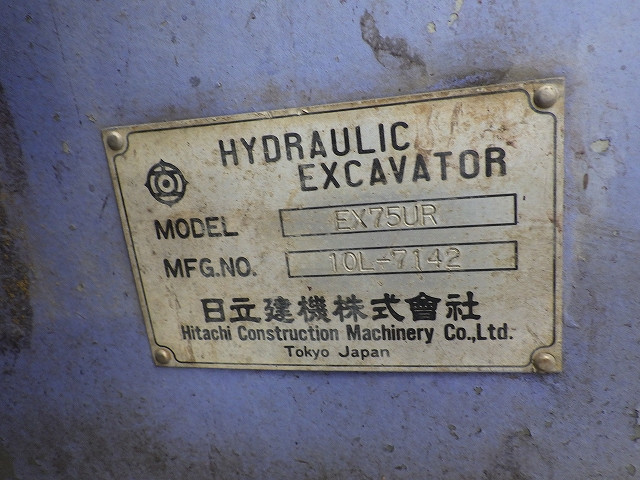 HYDRAULIC
EXCAVATOR
MODEL EX75UR
MFG.NO. 10L-7142
日立建機株式會社
Hitachi Construction Machinery Co.,Ltd.
Tokyo Japan